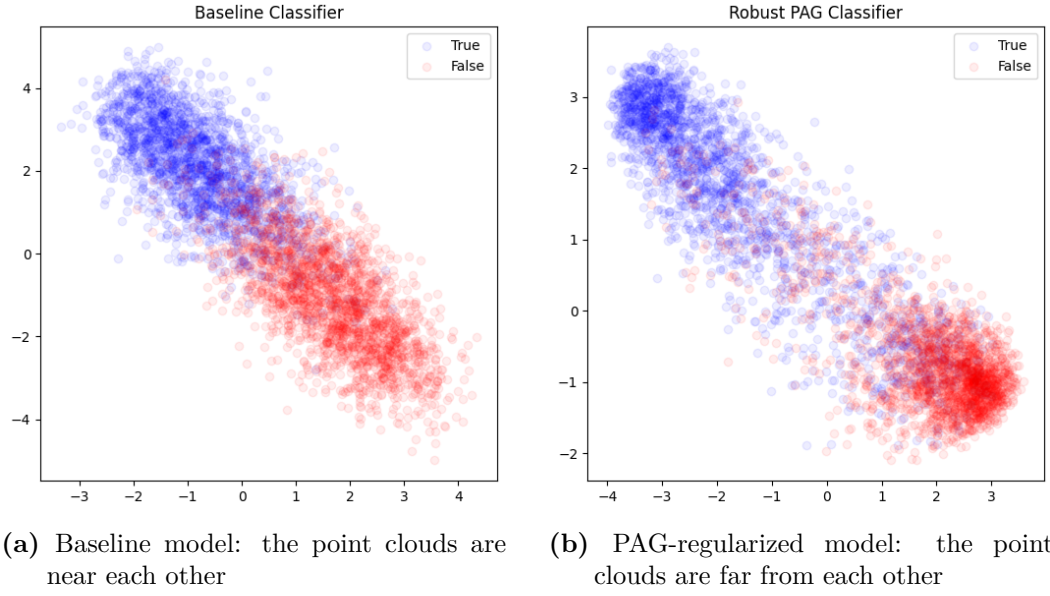 Baseline Classifier
True
False
4
2
0
−2
−4
−3
−2
−1
0
1
2
3
4
(a) Baseline model: the point clouds are
near each other
Robust PAG Classifier
True
False
3
2
1
0
−1
−2
−4
−3
−2
−1
0
1
2
3
(b) PAG-regularized model: the point
clouds are far from each other